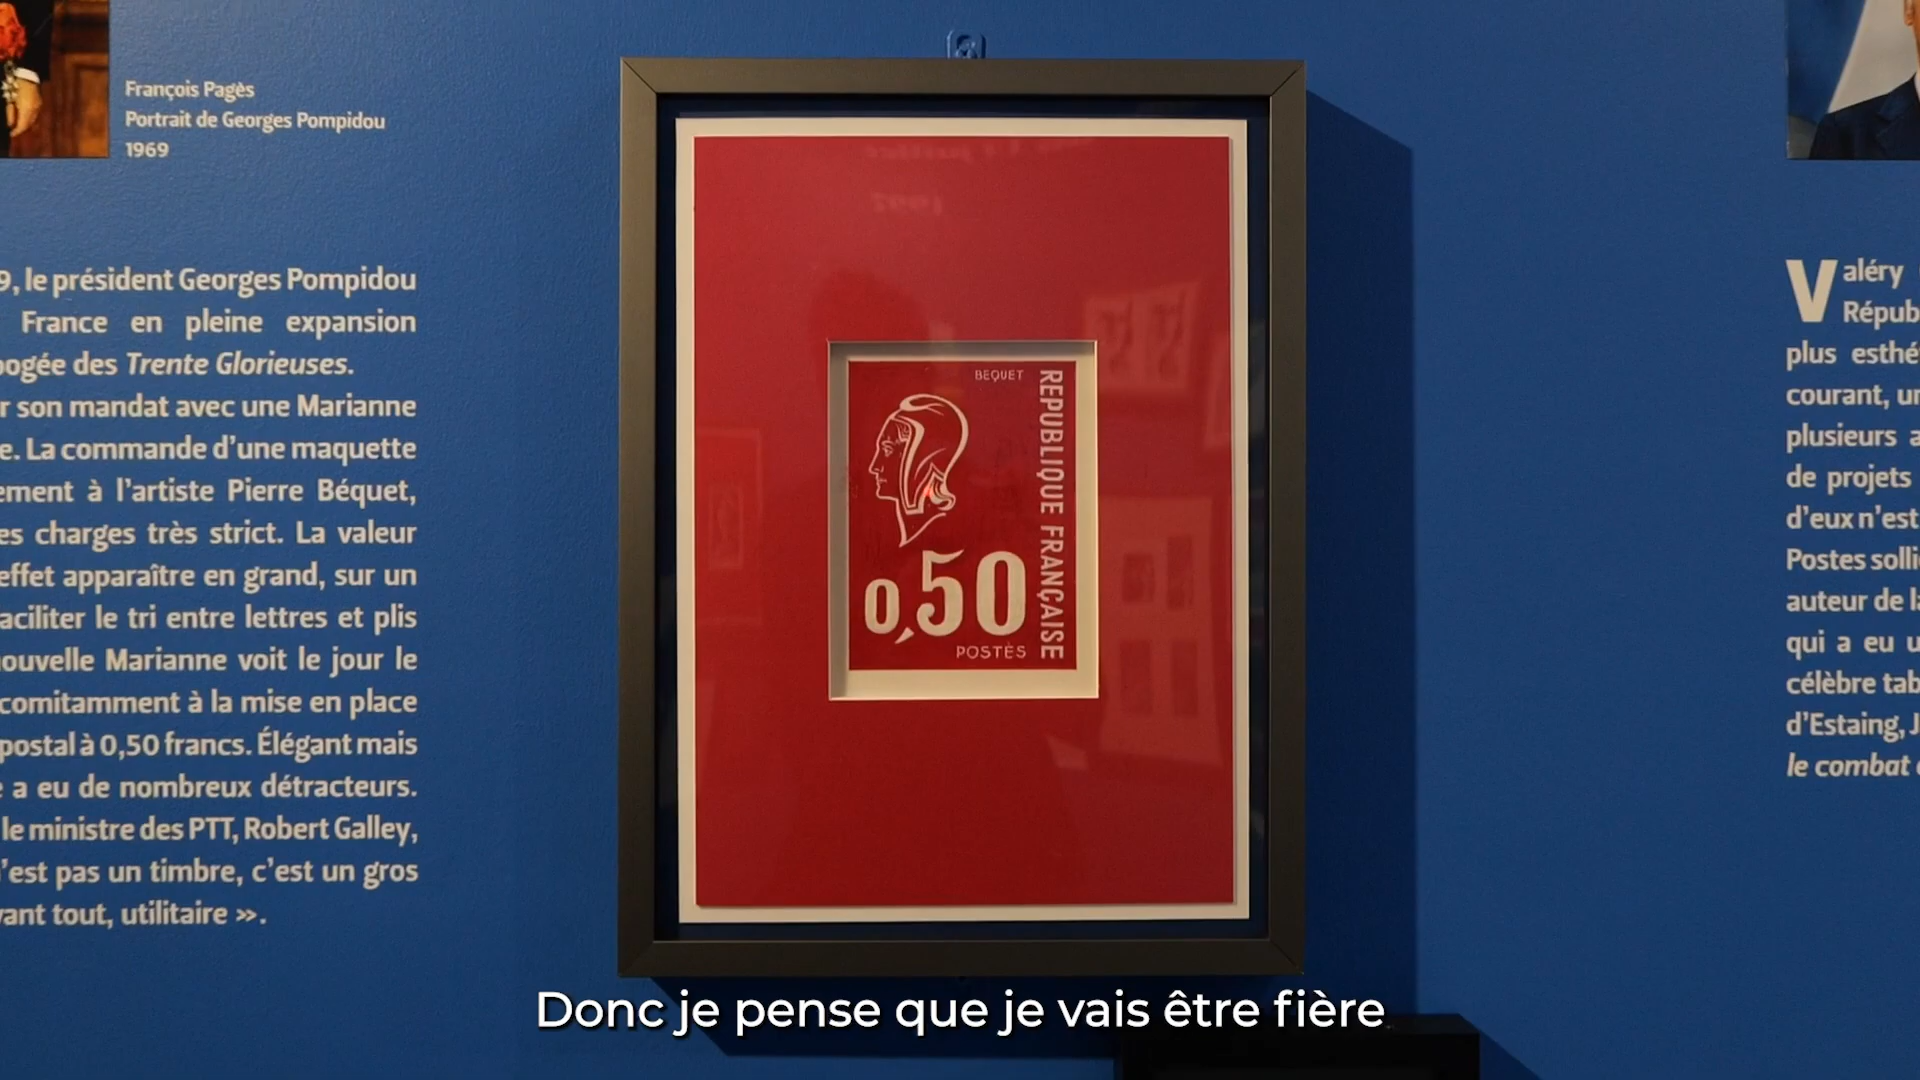 François Pagès
Portrait de Georges Pompidou
1969
9, le président Georges Pompidou
France en pleine expansion
pogée des Trente Glorieuses.
r son mandat avec une Marianne
e. La commande d’une maquette
ement à l’artiste Pierre Béquet,
es charges très strict. La valeur
effet apparaître en grand, sur un
aciliter le tri entre lettres et plis
nouvelle Marianne voit le jour le
comitamment à la mise en place
postal à 0,50 francs. Élégant mais
e a eu de nombreux détracteurs.
le ministre des PTT, Robert Galley,
’est pas un timbre, c’est un gros
vant tout, utilitaire ».
BEQUET
REPUBLIQUE FRANÇAISE
0,50
POSTES
Valéry
Répub
plus esthé
courant, un
plusieurs a
de projets
d’eux n’est
Postes sollic
auteur de la
qui a eu u
célèbre tab
d’Estaing, J
le combat
Donc je pense que je vais être fière